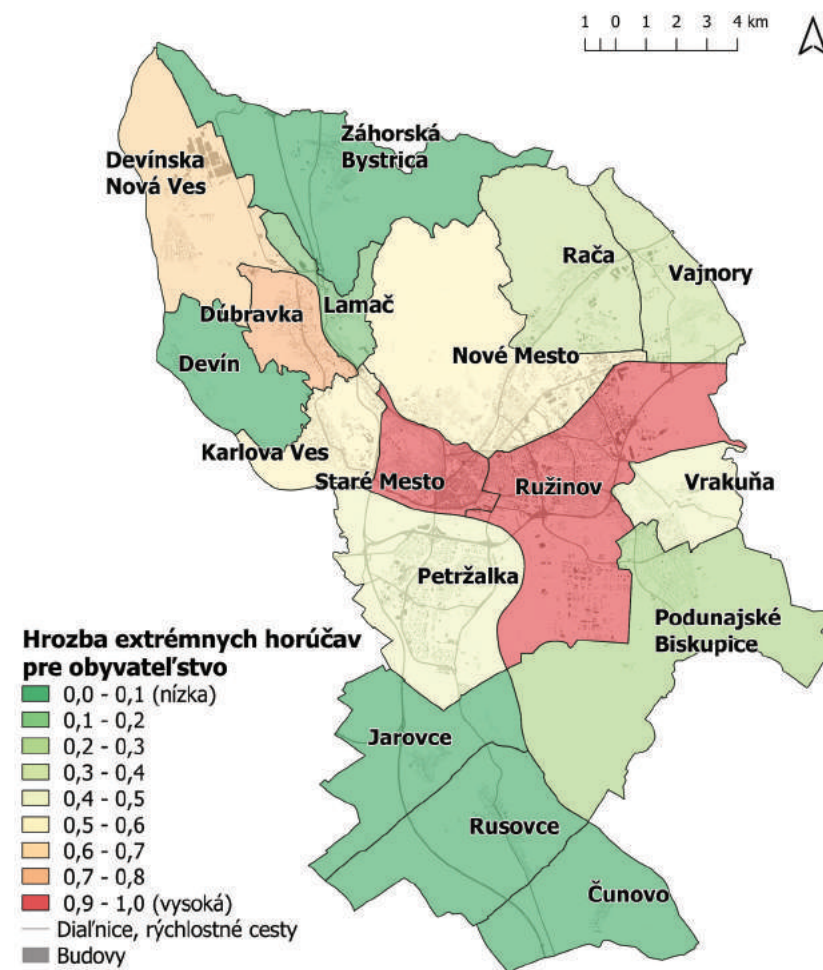 1 0 1 2 3 4 km
Záhorská
Bystrica
Devínska
Nová Ves
Rača
Vajnory
Lamač
Dúbravka
Devín
Nové Mesto
Karlova Ves
Staré Mesto
Ružinov
Vrakuňa
Petržalka
Podunajské
Biskupice
Jarovce
Rusovce
Čunovo
Hrozba extrémnych horúčav
pre obyvateľstvo
0,0 - 0,1 (nízka)
0,1 - 0,2
0,2 - 0,3
0,3 - 0,4
0,4 - 0,5
0,5 - 0,6
0,6 - 0,7
0,7 - 0,8
0,9 - 1,0 (vysoká)
Diaľnice, rýchlostné cesty
Budovy